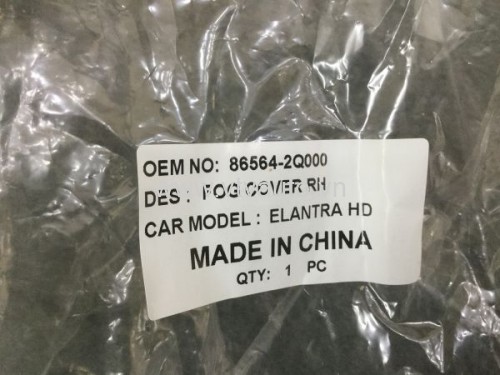 OEM NO: 86564-2Q000
DES : FOG COVER RH
CAR MODEL : ELANTRA HD
MADE IN CHINA
QTY: 1 PC